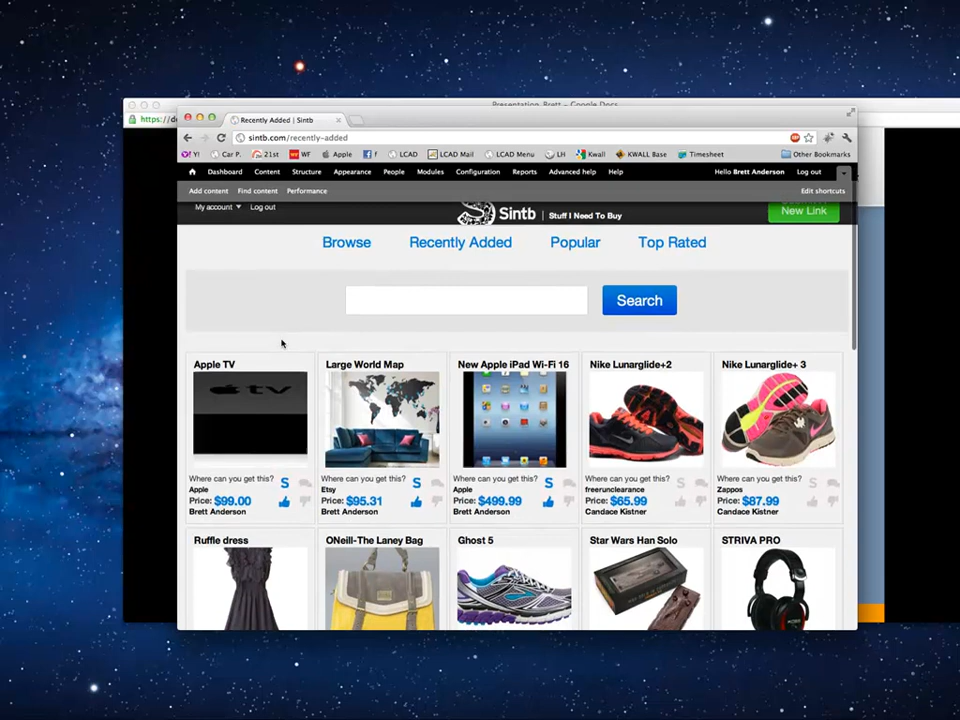 Presentation_Brett – Google Docs
https://d
Recently Added | Sintb
sintb.com/recently-added
Y! Car P. 21st WF Apple f LCAD LCAD Mail LCAD Menu LH Kwall KWALL Base Timesheet Other Bookmarks
Dashboard Content Structure Appearance People Modules Configuration Reports Advanced help Help Hello Brett Anderson Log out
Add content Find content Performance Edit shortcuts
My account Log out Sintb | Stuff I Need To Buy New Link
Browse Recently Added Popular Top Rated
Search
Apple TV Large World Map New Apple iPad Wi-Fi 16 Nike Lunarglide+2 Nike Lunarglide+ 3
tv
Where can you get this? S Where can you get this? S Where can you get this? S Where can you get this? S Where can you get this? S
Apple Etsy Apple freerunclearance Zappos
Price: $99.00 Price: $95.31 Price: $499.99 Price: $65.99 Price: $87.99
Brett Anderson Brett Anderson Brett Anderson Candace Kistner Candace Kistner
Ruffle dress ONeill-The Laney Bag Ghost 5 Star Wars Han Solo STRIVA PRO